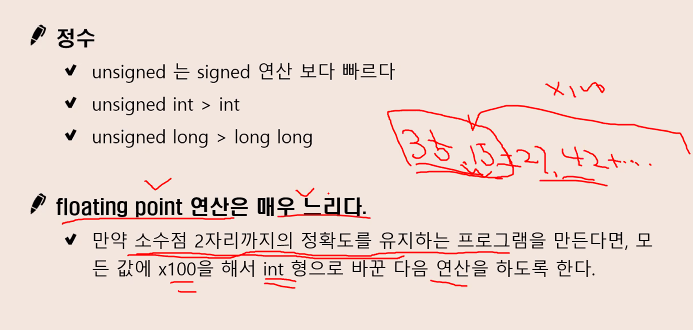 정수
unsigned 는 signed 연산 보다 빠르다
unsigned int > int
unsigned long > long long
x100
35.15 + 27.42 + ...
floating point 연산은 매우 느리다.
만약 소수점 2자리까지의 정확도를 유지하는 프로그램을 만든다면, 모
든 값에 x100을 해서 int 형으로 바꾼 다음 연산을 하도록 한다.